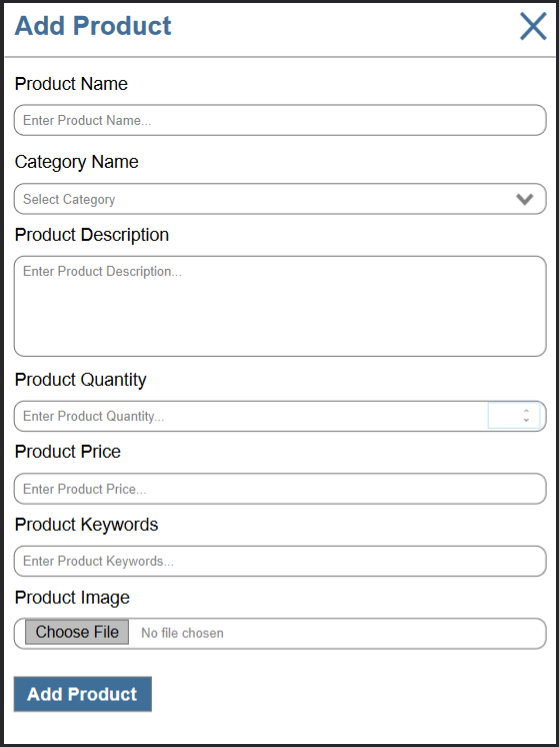 Add Product
Product Name
Enter Product Name...
Category Name
Select Category
Product Description
Enter Product Description...
Product Quantity
Enter Product Quantity...
Product Price
Enter Product Price...
Product Keywords
Enter Product Keywords...
Product Image
Choose File No file chosen
Add Product